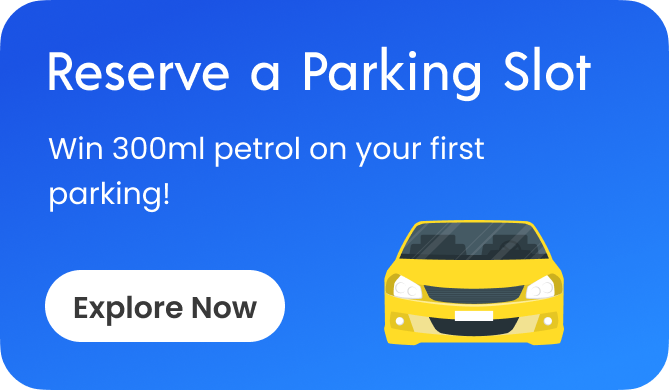 Reserve a Parking Slot
Win 300ml petrol on your first
parking!
Explore Now